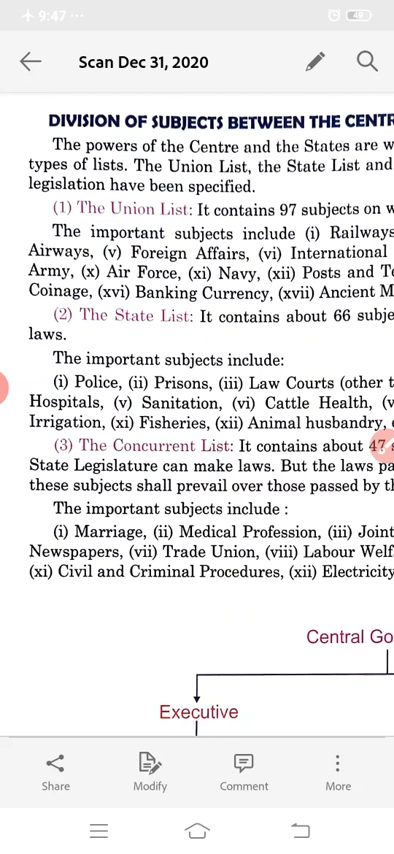 9:47 ...
Scan Dec 31, 2020
DIVISION OF SUBJECTS BETWEEN THE CENTR
The powers of the Centre and the States are w
types of lists. The Union List, the State List and
legislation have been specified.
(1) The Union List: It contains 97 subjects on w
The important subjects include (i) Railways
Airways, (v) Foreign Affairs, (vi) International
Army, (x) Air Force, (xi) Navy, (xii) Posts and Te
Coinage, (xvi) Banking Currency, (xvii) Ancient M
(2) The State List: It contains about 66 subje
laws.
The important subjects include:
(i) Police, (ii) Prisons, (iii) Law Courts (other t
Hospitals, (v) Sanitation, (vi) Cattle Health, (v
Irrigation, (xi) Fisheries, (xii) Animal husbandry,
(3) The Concurrent List: It contains about 47 s
State Legislature can make laws. But the laws pa
these subjects shall prevail over those passed by th
The important subjects include :
(i) Marriage, (ii) Medical Profession, (iii) Joint
Newspapers, (vii) Trade Union, (viii) Labour Welf
(xi) Civil and Criminal Procedures, (xii) Electricity
Central Go
Executive
Share Modify Comment More